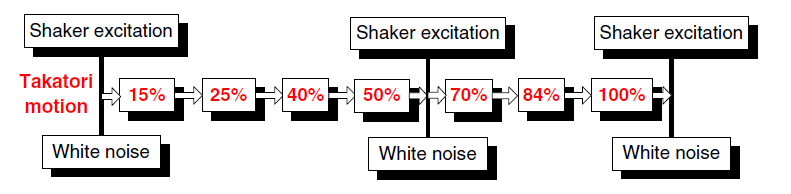 Shaker excitation
Shaker excitation
Shaker excitation
Takatori
motion
15%
25%
40%
50%
70%
84%
100%
White noise
White noise
White noise